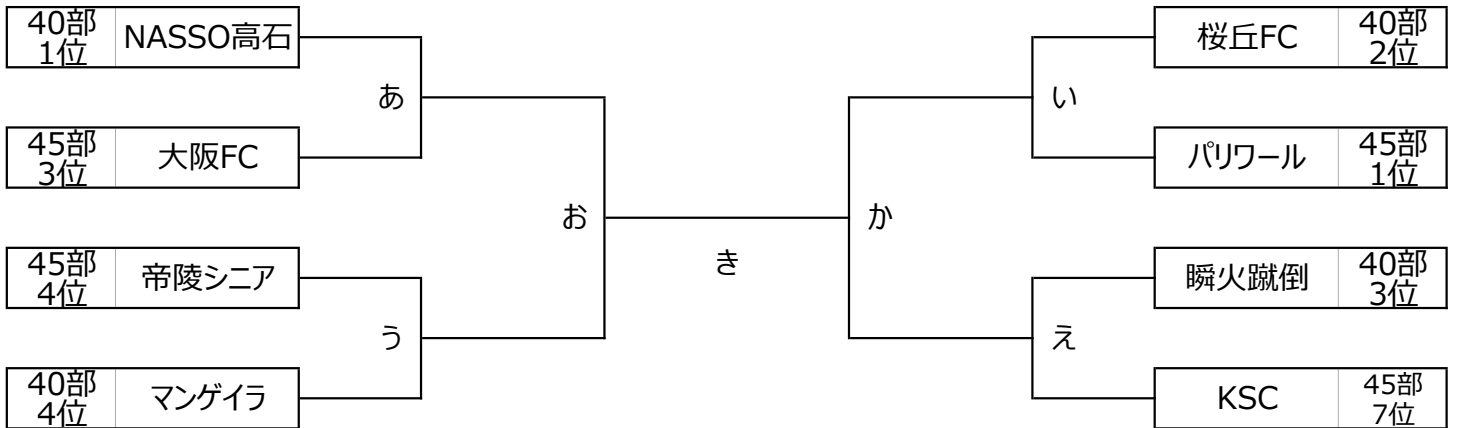 40部
1位
NASSO高石
あ
45部
3位
大阪FC
お
45部
4位
帝陵シニア
う
40部
4位
マンゲイラ
き
桜丘FC
40部
2位
い
パリワール
45部
1位
か
瞬火蹴倒
40部
3位
え
KSC
45部
7位